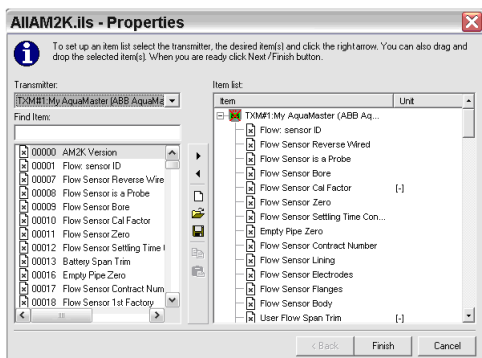 AllAM2K.ils - Properties
To set up an item list select the transmitter, the desired item(s) and click the right arrow. You can also drag and
drop the selected item(s). When you are ready click Next /Finish button.
Transmitter:
TXM#1:My AquaMaster (ABB AquaMa
Find Item:
00000 AM2K Version
00001 Flow: sensor ID
00007 Flow Sensor Reverse Wire
00008 Flow Sensor is a Probe
00009 Flow Sensor Bore
00010 Flow Sensor Cal Factor
00011 Flow Sensor Zero
00012 Flow Sensor Settling Time
00013 Battery Span Trim
00016 Empty Pipe Zero
00017 Flow Sensor Contract Num
00018 Flow Sensor 1st Factory
Item list:
Item Unit
TXM#1:My AquaMaster (ABB Aq...
Flow: sensor ID
Flow Sensor Reverse Wired
Flow Sensor is a Probe
Flow Sensor Bore
Flow Sensor Cal Factor [-]
Flow Sensor Zero
Flow Sensor Settling Time Con...
Empty Pipe Zero
Flow Sensor Contract Number
Flow Sensor Lining
Flow Sensor Electrodes
Flow Sensor Flanges
Flow Sensor Body
User Flow Span Trim [-]
< Back Finish Cancel